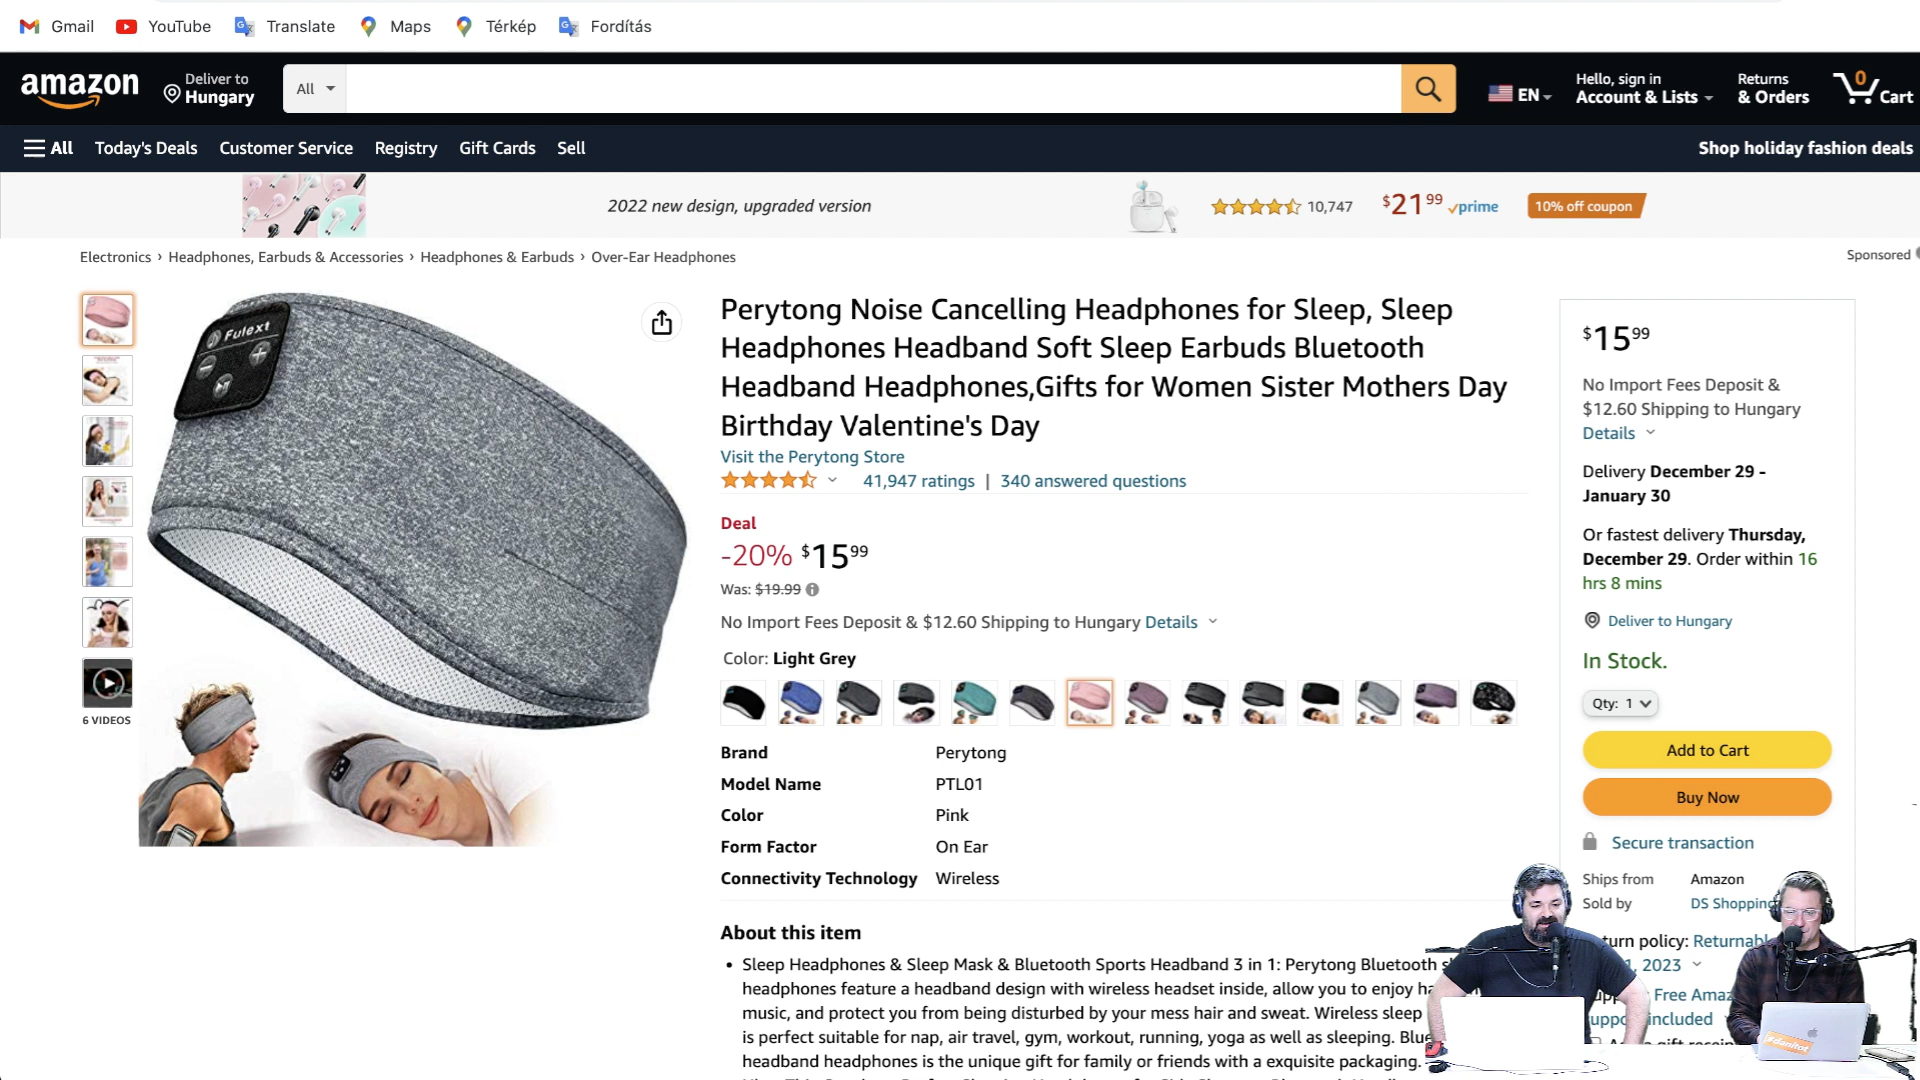 Gmail YouTube Translate Maps Térkép Fordítás
amazon Deliver to Hungary All EN Hello, sign in Account & Lists Returns & Orders 0 Cart
All Today's Deals Customer Service Registry Gift Cards Sell Shop holiday fashion deals
2022 new design, upgraded version 10,747 $21.99 prime 10% off coupon
Electronics › Headphones, Earbuds & Accessories › Headphones & Earbuds › Over-Ear Headphones
Sponsored
Fulext
6 VIDEOS
Perytong Noise Cancelling Headphones for Sleep, Sleep
Headphones Headband Soft Sleep Earbuds Bluetooth
Headband Headphones,Gifts for Women Sister Mothers Day
Birthday Valentine's Day
Visit the Perytong Store
41,947 ratings | 340 answered questions
Deal
-20% $15 99
Was: $19.99
No Import Fees Deposit & $12.60 Shipping to Hungary Details
Color: Light Grey
Brand Perytong
Model Name PTL01
Color Pink
Form Factor On Ear
Connectivity Technology Wireless
About this item
• Sleep Headphones & Sleep Mask & Bluetooth Sports Headband 3 in 1: Perytong Bluetooth
headphones feature a headband design with wireless headset inside, allow you to enjoy
music, and protect you from being disturbed by your mess hair and sweat. Wireless sleep
is perfect suitable for nap, air travel, gym, workout, running, yoga as well as sleeping.
headband headphones is the unique gift for family or friends with a exquisite packaging.
$15 99
No Import Fees Deposit &
$12.60 Shipping to Hungary
Details
Delivery December 29 -
January 30
Or fastest delivery Thursday,
December 29. Order within 16
hrs 8 mins
Deliver to Hungary
In Stock.
Qty: 1
Add to Cart
Buy Now
Secure transaction
Ships from Amazon
Sold by DS Shopping
policy:
2023
Free
included